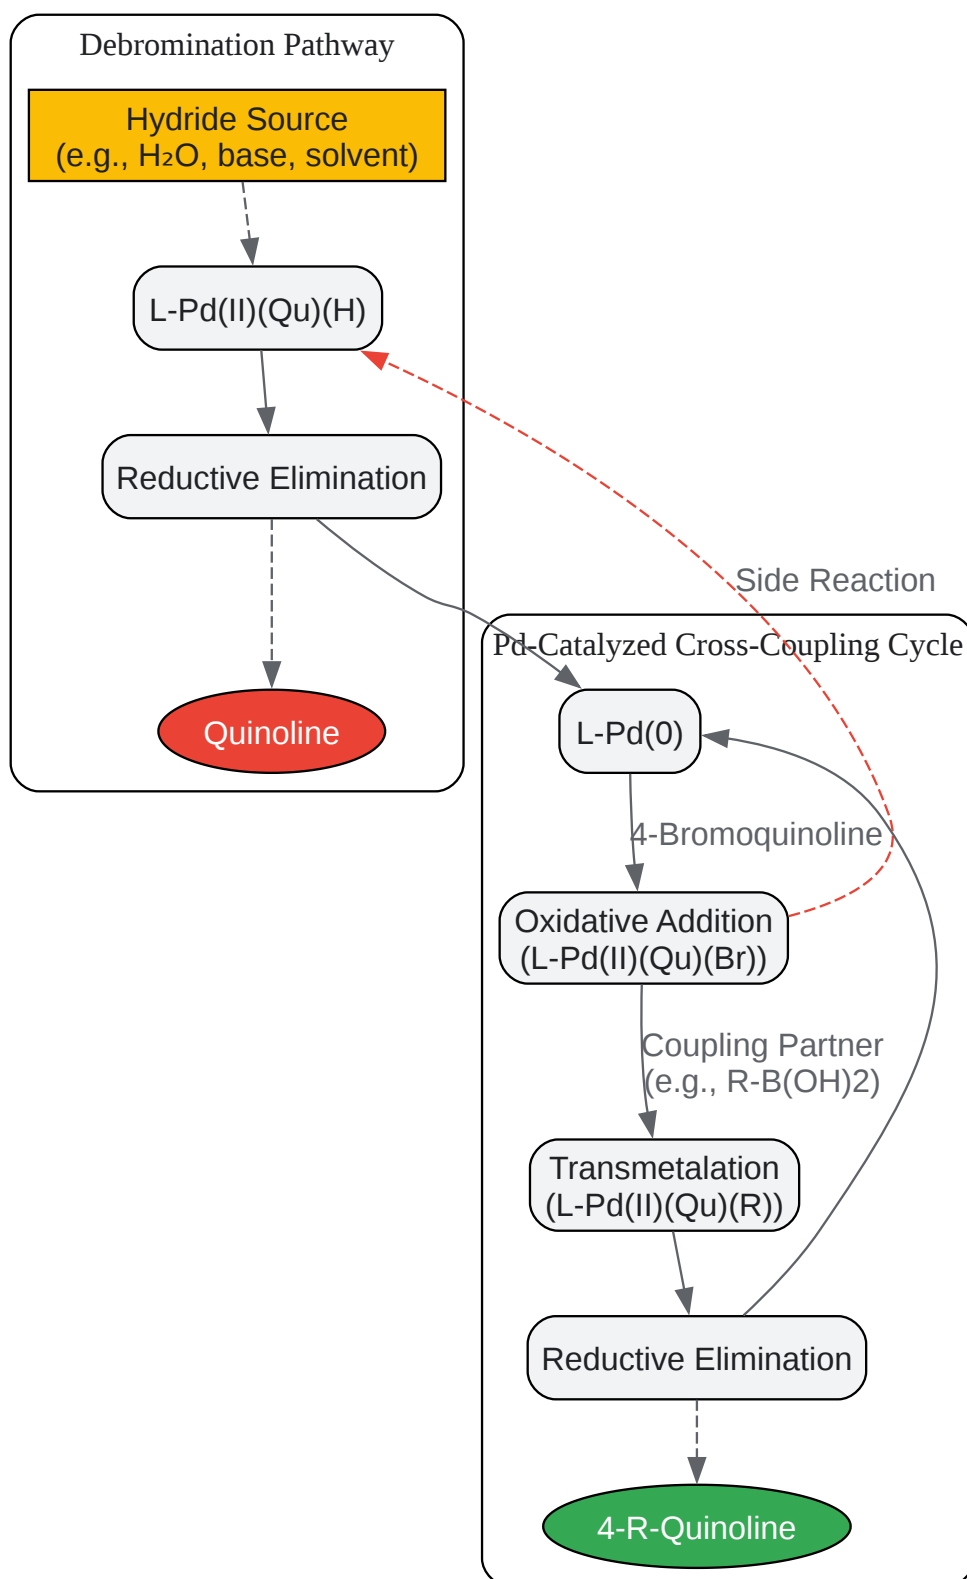 Debromination Pathway
Hydride Source
(e.g., H₂O, base, solvent)
L-Pd(II)(Qu)(H)
Reductive Elimination
Quinoline
Side Reaction
Pd-Catalyzed Cross-Coupling Cycle
L-Pd(0)
4-Bromoquinoline
Oxidative Addition
(L-Pd(II)(Qu)(Br))
Coupling Partner
(e.g., R-B(OH)2)
Transmetalation
(L-Pd(II)(Qu)(R))
Reductive Elimination
4-R-Quinoline